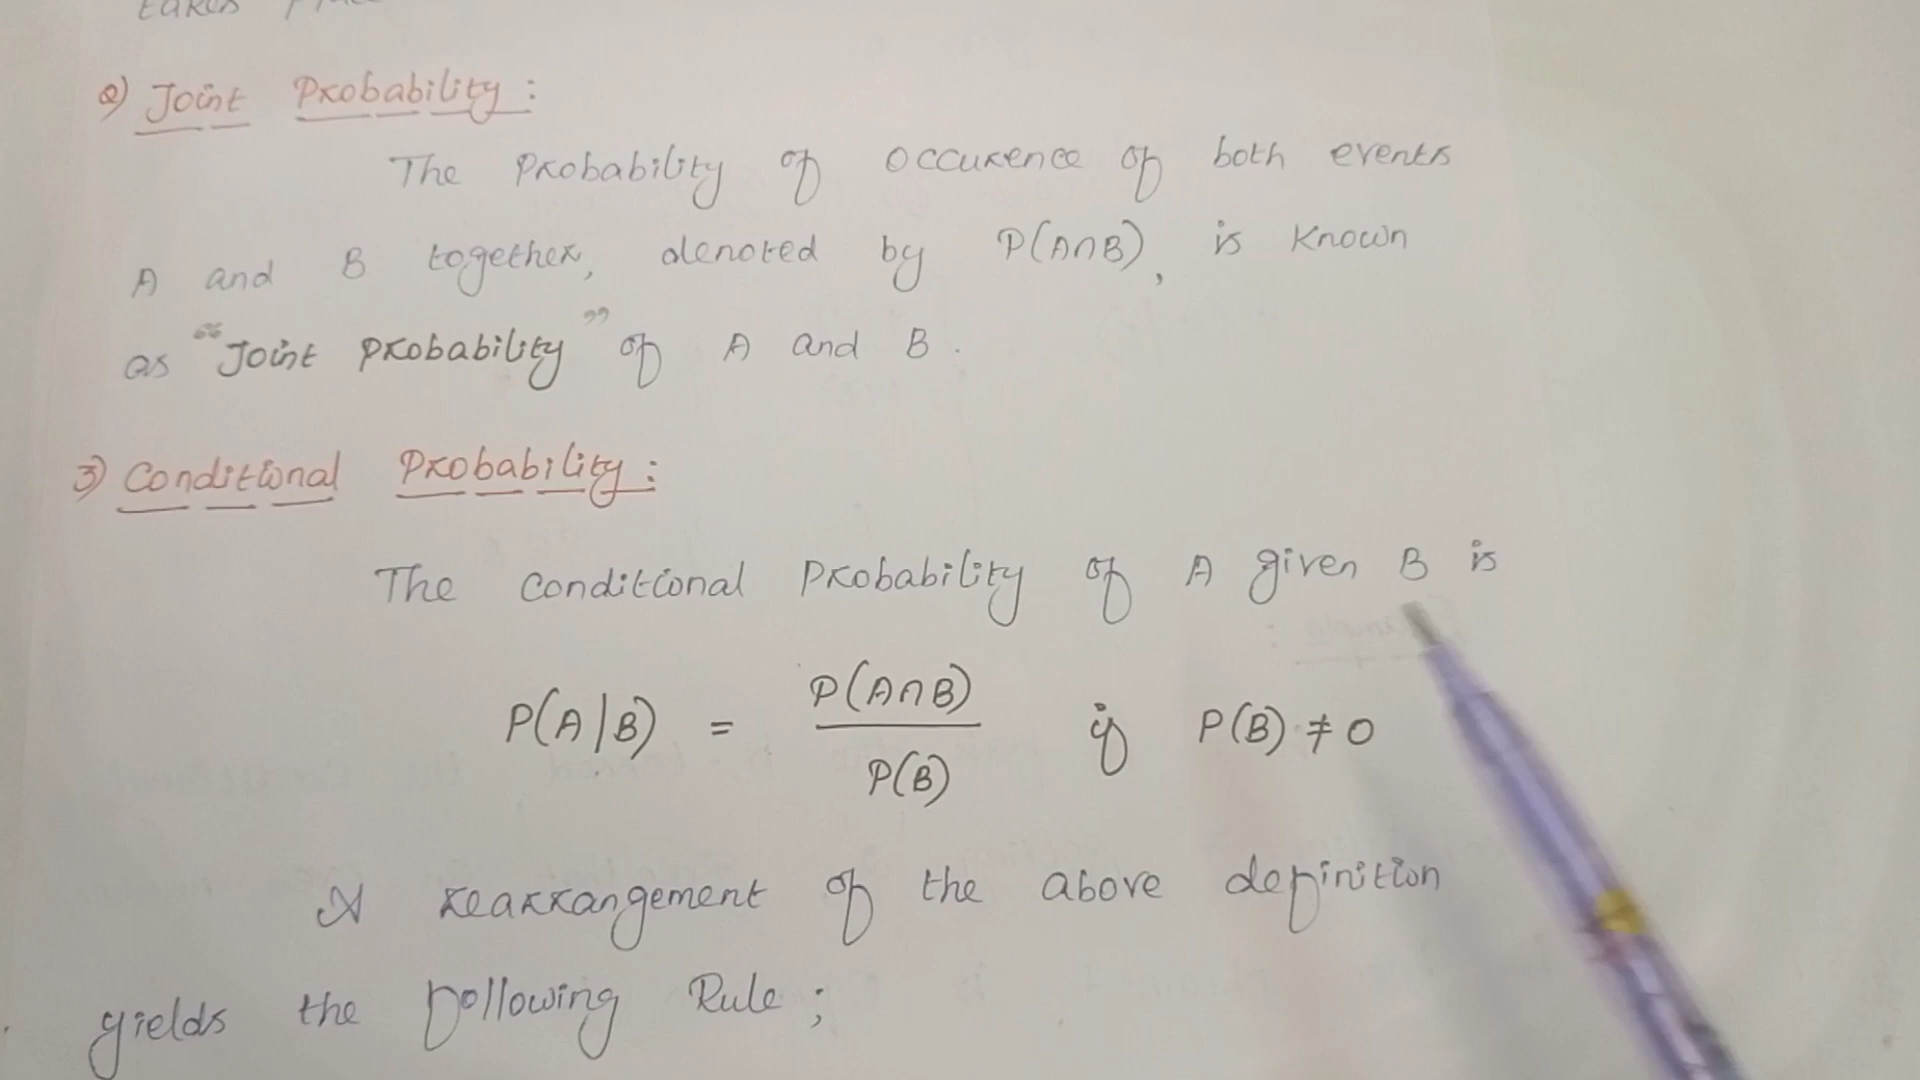 takes
2) Joint Probability :
The Probability of occurence of both events
A and B together, denoted by P(A∩B), is known
as "Joint Probability" of A and B.
3) Conditional Probability :
The Conditional Probability of A given B is
P(A|B) = P(A∩B) / P(B) if P(B) ≠ 0
A rearrangement of the above definition
yields the following Rule ;